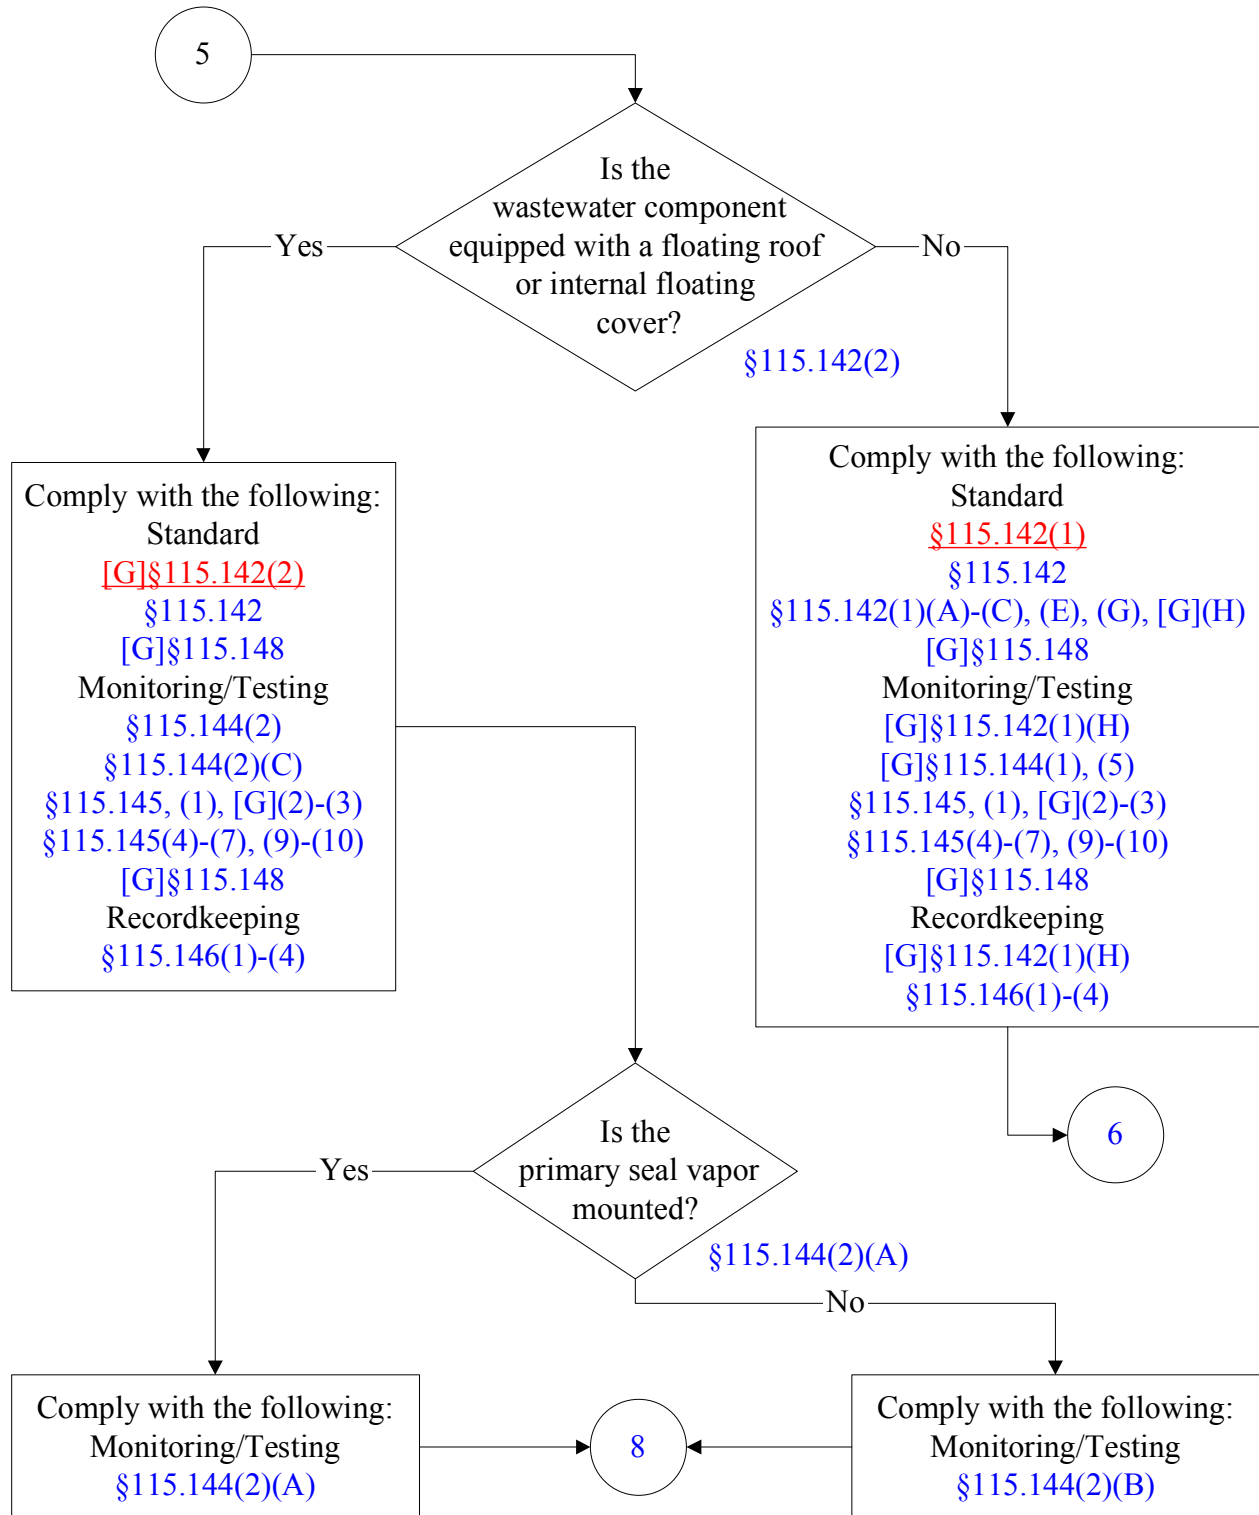 5
Is the
wastewater component
equipped with a floating roof
or internal floating
cover?
Yes
No
§115.142(2)
Comply with the following:
Standard
[G]§115.142(2)
§115.142
[G]§115.148
Monitoring/Testing
§115.144(2)
§115.144(2)(C)
§115.145, (1), [G](2)-(3)
§115.145(4)-(7), (9)-(10)
[G]§115.148
Recordkeeping
§115.146(1)-(4)
Comply with the following:
Standard
§115.142(1)
§115.142
§115.142(1)(A)-(C), (E), (G), [G](H)
[G]§115.148
Monitoring/Testing
[G]§115.142(1)(H)
[G]§115.144(1), (5)
§115.145, (1), [G](2)-(3)
§115.145(4)-(7), (9)-(10)
[G]§115.148
Recordkeeping
[G]§115.142(1)(H)
§115.146(1)-(4)
6
Is the
primary seal vapor
mounted?
Yes
§115.144(2)(A)
No
Comply with the following:
Monitoring/Testing
§115.144(2)(A)
8
Comply with the following:
Monitoring/Testing
§115.144(2)(B)